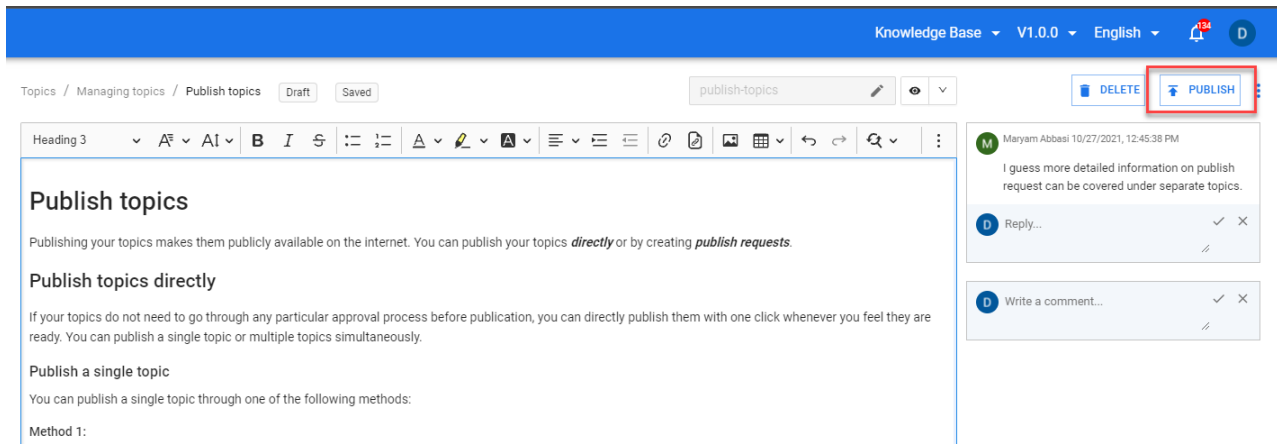 Knowledge Base V1.0.0 English 134 D
Topics / Managing topics / Publish topics Draft Saved publish-topics DELETE PUBLISH
Heading 3
Publish topics
Publishing your topics makes them publicly available on the internet. You can publish your topics directly or by creating publish requests.
Publish topics directly
If your topics do not need to go through any particular approval process before publication, you can directly publish them with one click whenever you feel they are
ready. You can publish a single topic or multiple topics simultaneously.
Publish a single topic
You can publish a single topic through one of the following methods:
Method 1:
M Maryam Abbasi 10/27/2021, 12:45:38 PM
I guess more detailed information on publish
request can be covered under separate topics.
D Reply...
D Write a comment...